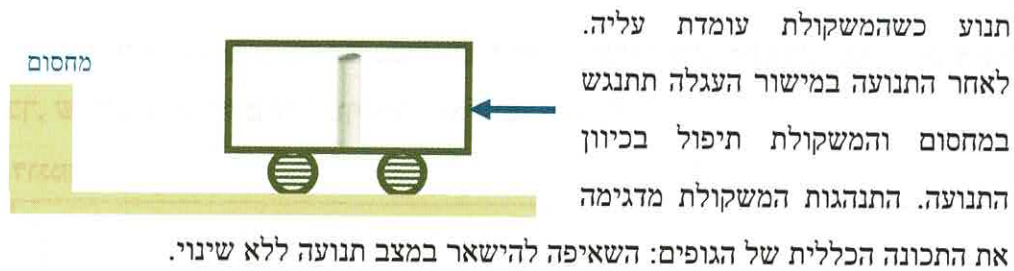 תנוע כשהמשקולת עומדת עליה.
לאחר התנועה במישור העגלה תתנגש
במחסום והמשקולת תיפול בכיוון
התנועה. התנהגות המשקולת מדגימה
את התכונה הכללית של הגופים: השאיפה להישאר במצב תנועה ללא שינוי.
מחסום